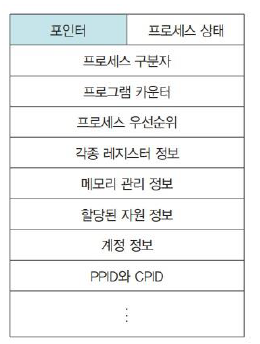 포인터 프로세스 상태
프로세스 구분자
프로그램 카운터
프로세스 우선순위
각종 레지스터 정보
메모리 관리 정보
할당된 자원 정보
계정 정보
PPID와 CPID
⋮